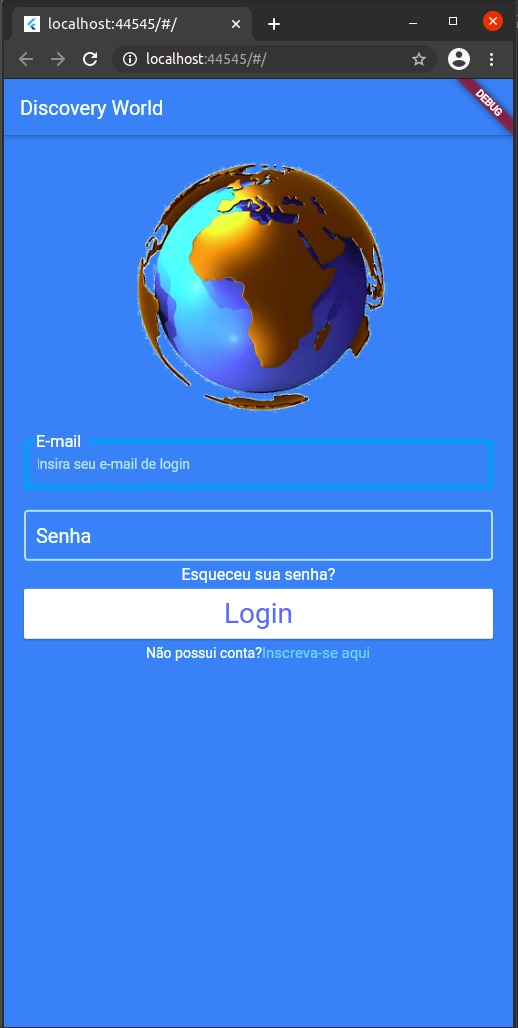 localhost:44545/#/
localhost:44545/#/
Discovery World
DEBUG
E-mail
Insira seu e-mail de login
Senha
Esqueceu sua senha?
Login
Não possui conta?Inscreva-se aqui